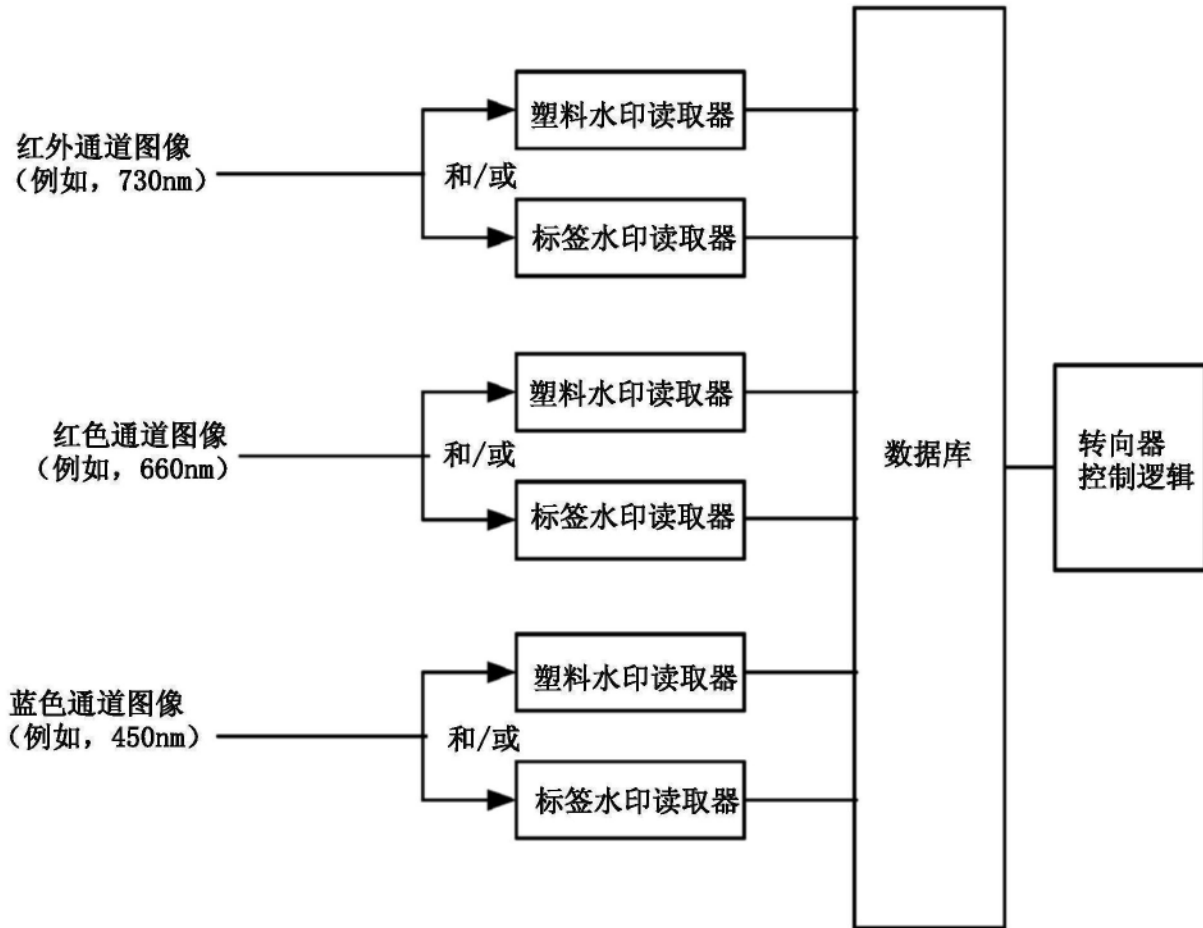 塑料水印读取器
红外通道图像
(例如，730nm)
和/或
标签水印读取器
塑料水印读取器
红色通道图像
(例如，660nm)
和/或
标签水印读取器
数据库
转向器
控制逻辑
塑料水印读取器
蓝色通道图像
(例如，450nm)
和/或
标签水印读取器